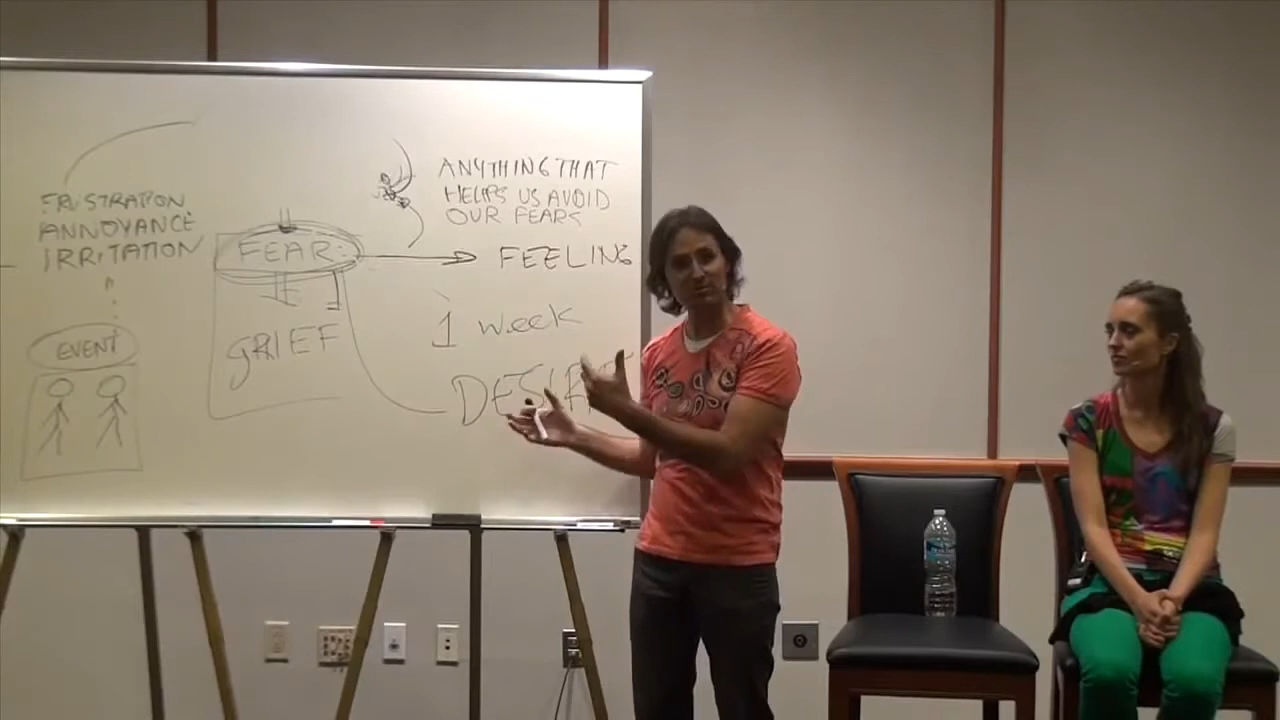 ANYTHING THAT
HELPS US AVOID
OUR FEARS
FRUSTRATION
ANNOYANCE
IRRITATION
FEAR
FEELING
1 week
GRIEF
EVENT